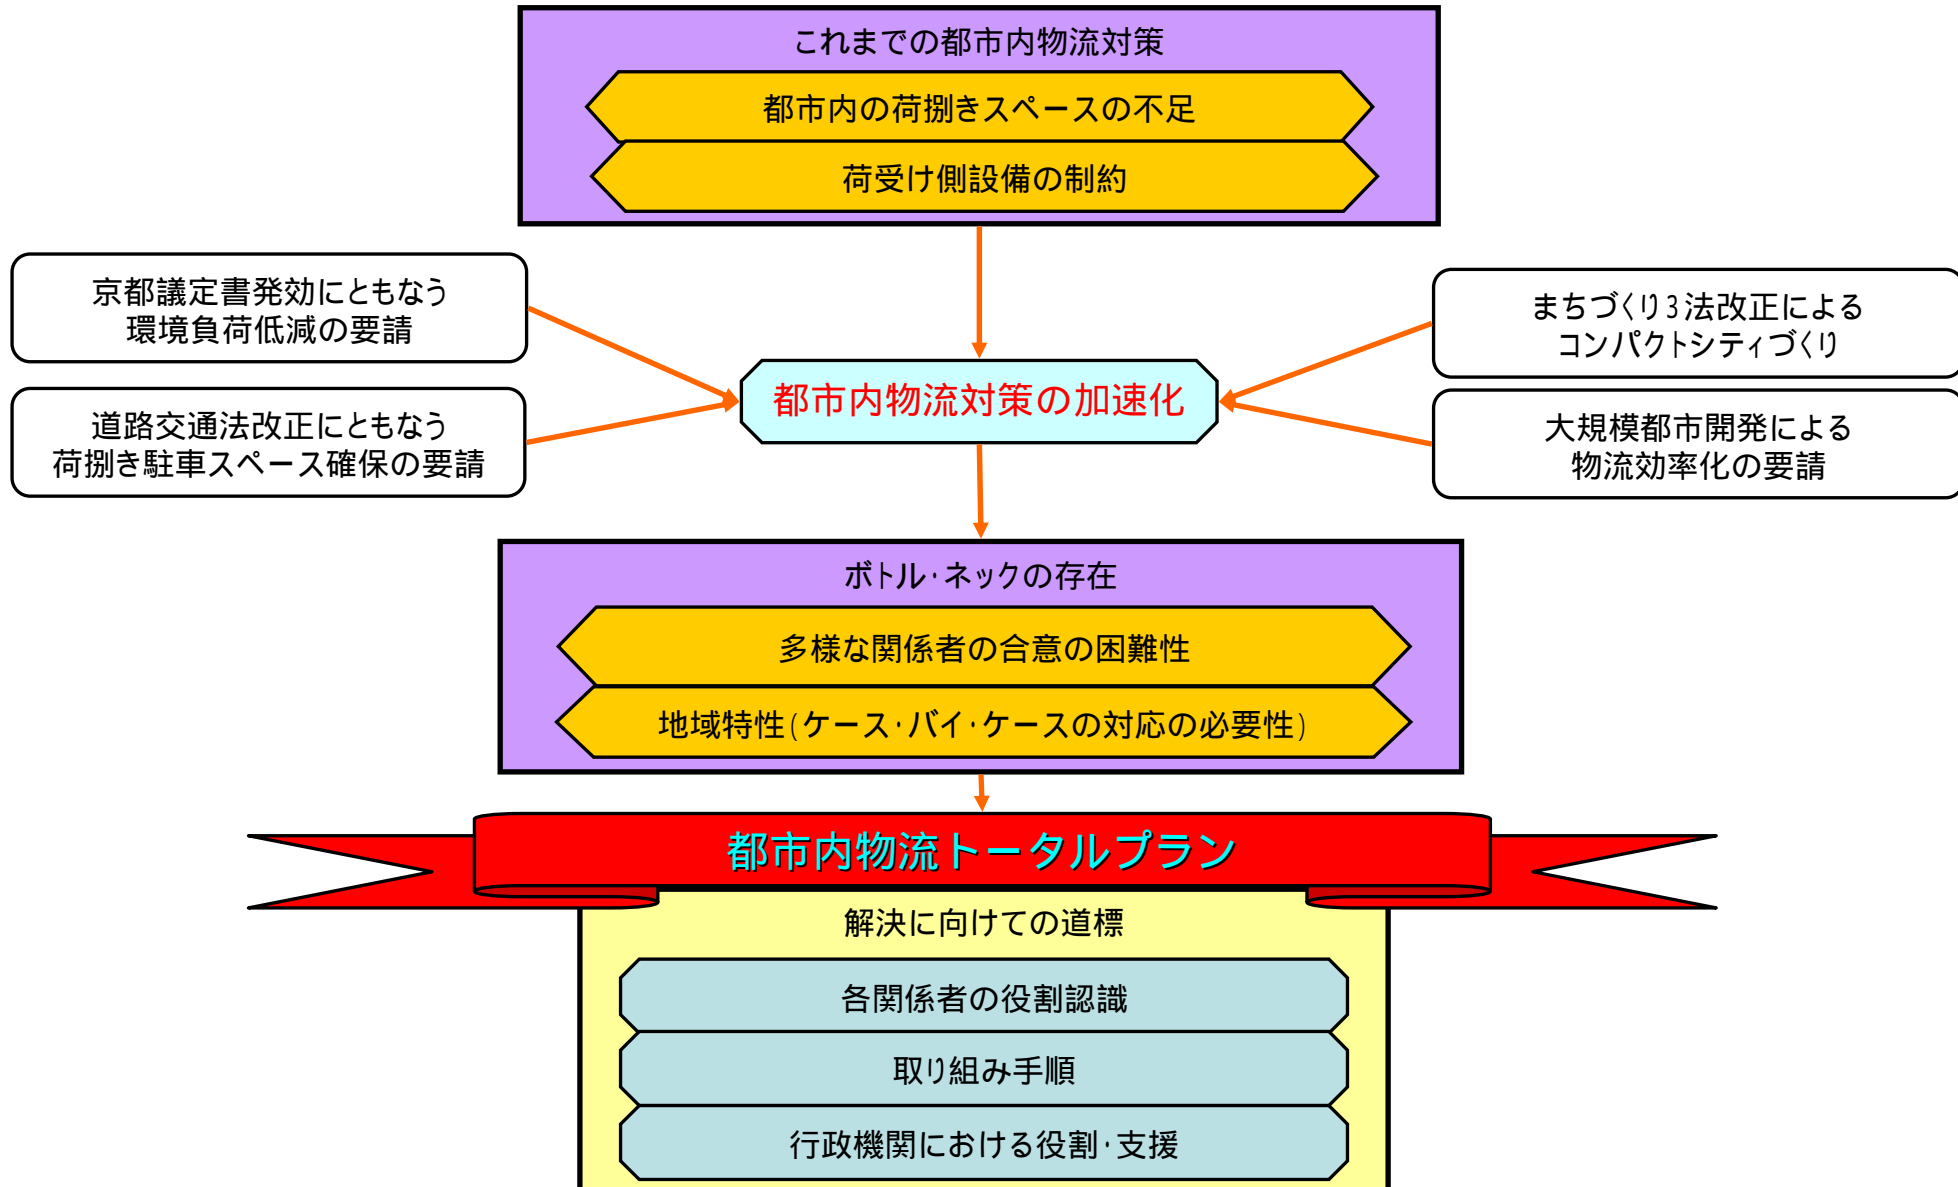 これまでの都市内物流対策
都市内の荷捌きスペースの不足
荷受け側設備の制約
京都議定書発効にともなう
環境負荷低減の要請
道路交通法改正にともなう
荷捌き駐車スペース確保の要請
都市内物流対策の加速化
まちづくり3法改正による
コンパクトシティづくり
大規模都市開発による
物流効率化の要請
ボトル・ネックの存在
多様な関係者の合意の困難性
地域特性(ケース・バイ・ケースの対応の必要性)
都市内物流トータルプラン
解決に向けての道標
各関係者の役割認識
取り組み手順
行政機関における役割・支援